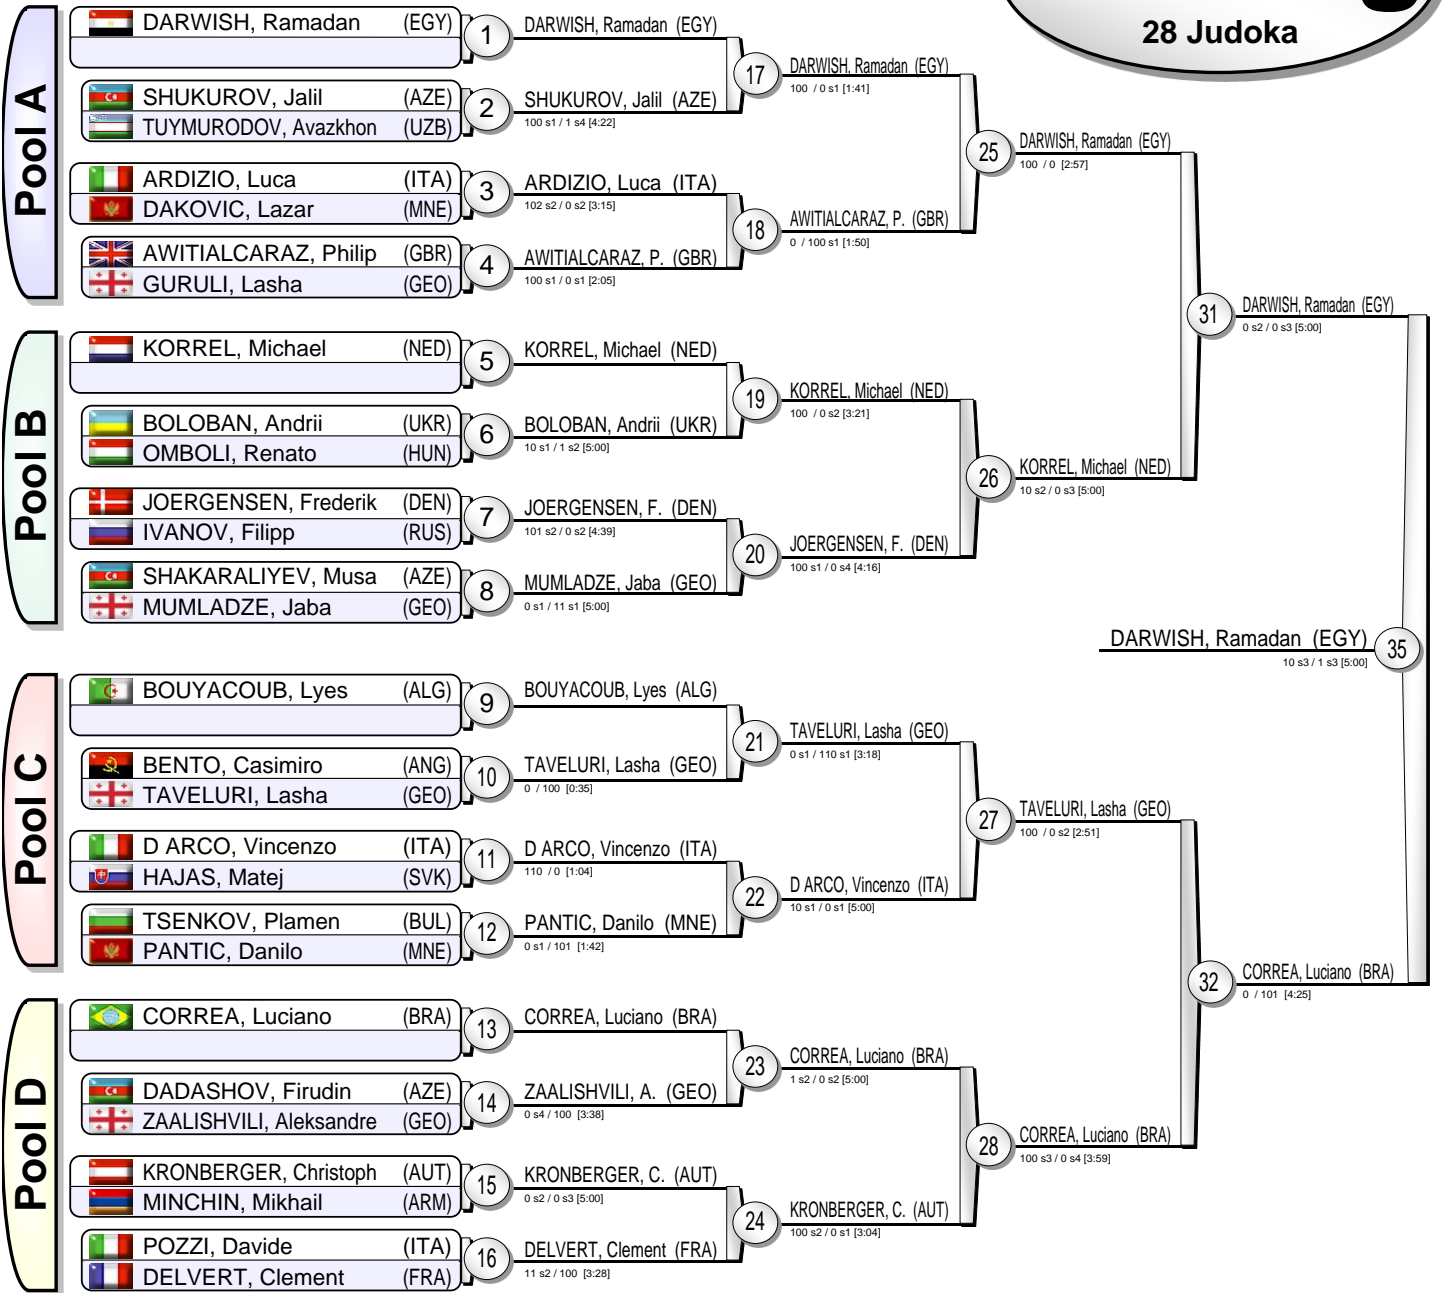 28 Judoka
Pool A
DARWISH, Ramadan (EGY)
1
SHUKUROV, Jalil (AZE)
TUYMURODOV, Avazkhon (UZB)
2
ARDIZIO, Luca (ITA)
DAKOVIC, Lazar (MNE)
3
AWITIALCARAZ, Philip (GBR)
GURULI, Lasha (GEO)
4
DARWISH, Ramadan (EGY)
SHUKUROV, Jalil (AZE)
100 s1 / 1 s4 [4:22]
17
ARDIZIO, Luca (ITA)
102 s2 / 0 s2 [3:15]
AWITIALCARAZ, P. (GBR)
100 s1 / 0 s1 [2:05]
18
DARWISH, Ramadan (EGY)
100 / 0 s1 [1:41]
AWITIALCARAZ, P. (GBR)
0 / 100 s1 [1:50]
25
DARWISH, Ramadan (EGY)
100 / 0 [2:57]
Pool B
KORREL, Michael (NED)
5
BOLOBAN, Andrii (UKR)
OMBOLI, Renato (HUN)
6
JOERGENSEN, Frederik (DEN)
IVANOV, Filipp (RUS)
7
SHAKARALIYEV, Musa (AZE)
MUMLADZE, Jaba (GEO)
8
KORREL, Michael (NED)
BOLOBAN, Andrii (UKR)
10 s1 / 1 s2 [5:00]
19
JOERGENSEN, F. (DEN)
101 s2 / 0 s2 [4:39]
MUMLADZE, Jaba (GEO)
0 s1 / 11 s1 [5:00]
20
KORREL, Michael (NED)
100 / 0 s2 [3:21]
JOERGENSEN, F. (DEN)
100 s1 / 0 s4 [4:16]
26
KORREL, Michael (NED)
10 s2 / 0 s3 [5:00]
31
DARWISH, Ramadan (EGY)
0 s2 / 0 s3 [5:00]
DARWISH, Ramadan (EGY)
10 s3 / 1 s3 [5:00]
35
Pool C
BOUYACOUB, Lyes (ALG)
9
BENTO, Casimiro (ANG)
TAVELURI, Lasha (GEO)
10
D ARCO, Vincenzo (ITA)
HAJAS, Matej (SVK)
11
TSENKOV, Plamen (BUL)
PANTIC, Danilo (MNE)
12
BOUYACOUB, Lyes (ALG)
TAVELURI, Lasha (GEO)
0 / 100 [0:35]
21
D ARCO, Vincenzo (ITA)
110 / 0 [1:04]
PANTIC, Danilo (MNE)
0 s1 / 101 [1:42]
22
TAVELURI, Lasha (GEO)
0 s1 / 110 s1 [3:18]
D ARCO, Vincenzo (ITA)
10 s1 / 0 s1 [5:00]
27
TAVELURI, Lasha (GEO)
100 / 0 s2 [2:51]
Pool D
CORREA, Luciano (BRA)
13
DADASHOV, Firudin (AZE)
ZAALISHVILI, Aleksandre (GEO)
14
KRONBERGER, Christoph (AUT)
MINCHIN, Mikhail (ARM)
15
POZZI, Davide (ITA)
DELVERT, Clement (FRA)
16
CORREA, Luciano (BRA)
ZAALISHVILI, A. (GEO)
0 s4 / 100 [3:38]
23
KRONBERGER, C. (AUT)
0 s2 / 0 s3 [5:00]
DELVERT, Clement (FRA)
11 s2 / 100 [3:28]
24
CORREA, Luciano (BRA)
1 s2 / 0 s2 [5:00]
KRONBERGER, C. (AUT)
100 s2 / 0 s1 [3:04]
28
CORREA, Luciano (BRA)
100 s3 / 0 s4 [3:59]
32
CORREA, Luciano (BRA)
0 / 101 [4:25]